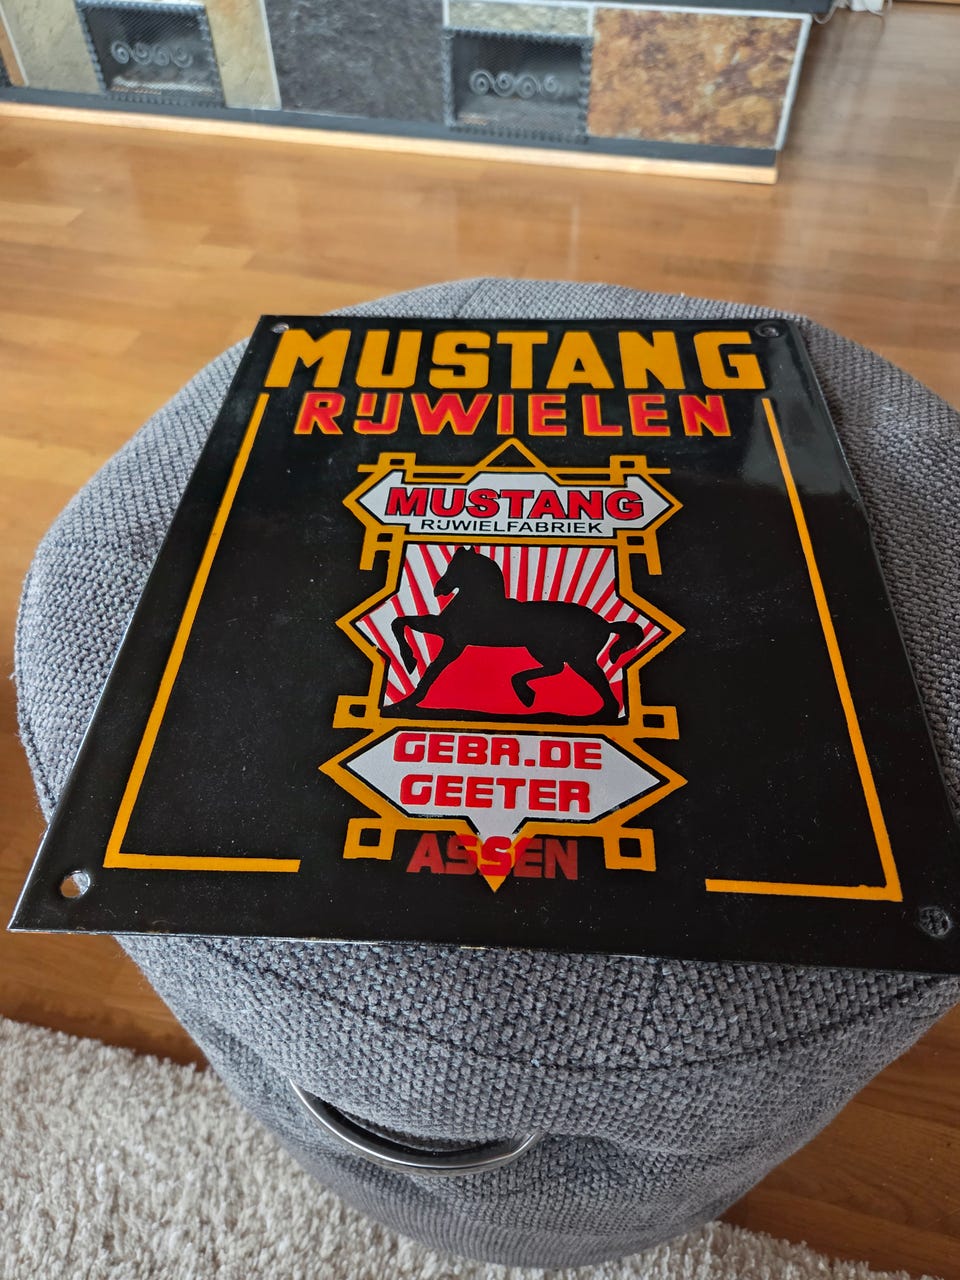 MUSTANG
RIJWIELEN
MUSTANG
RIJWIELFABRIEK
GEBR. DE
GEETER
ASSEN